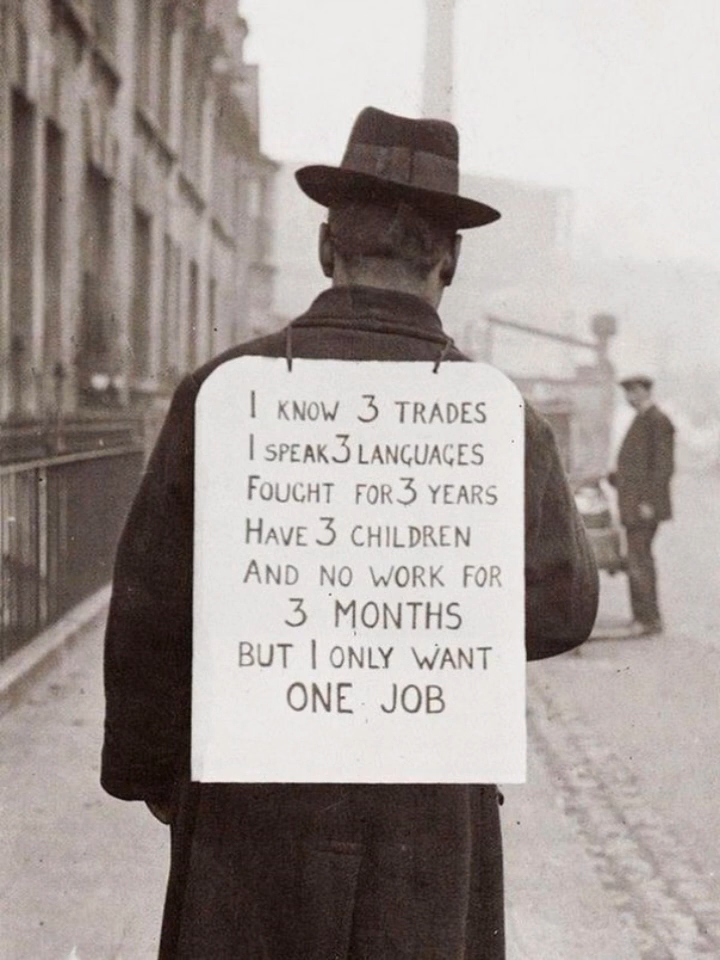 I KNOW 3 TRADES
I SPEAK 3 LANGUAGES
FOUGHT FOR 3 YEARS
HAVE 3 CHILDREN
AND NO WORK FOR
3 MONTHS
BUT I ONLY WANT
ONE JOB